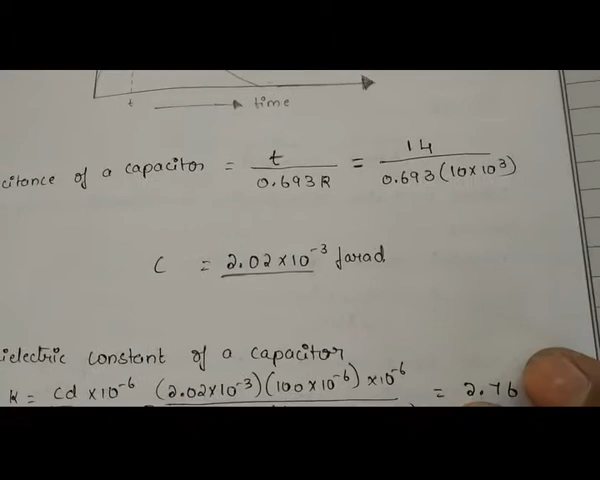 t time
citance of a capacitor = t / 0.693R = 14 / 0.693(10×10³)
C = 2.02×10⁻³ farad
ielectric constant of a capacitor
K = Cd ×10⁻⁶ (2.02×10⁻³)(100×10⁻⁶)×10⁻⁶ = 2.76